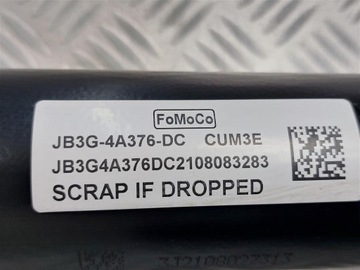 FoMoCo
JB3G-4A376-DC CUM3E
JB3G4A376DC2108083283
SCRAP IF DROPPED